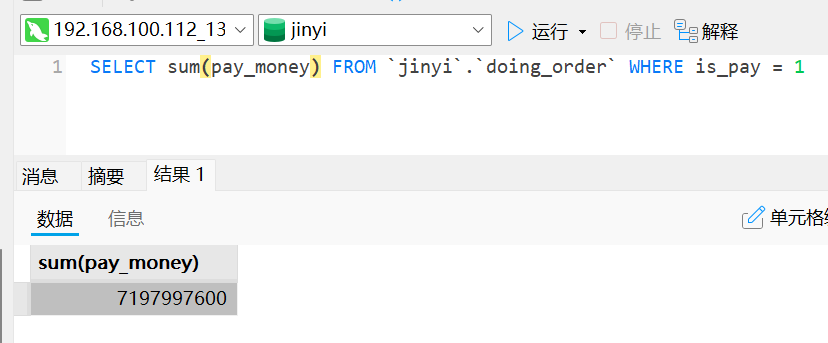 192.168.100.112_13 jinyi 运行 停止 解释
1 SELECT sum(pay_money) FROM `jinyi`.`doing_order` WHERE is_pay = 1
消息 摘要 结果 1
数据 信息 单元格
sum(pay_money)
7197997600